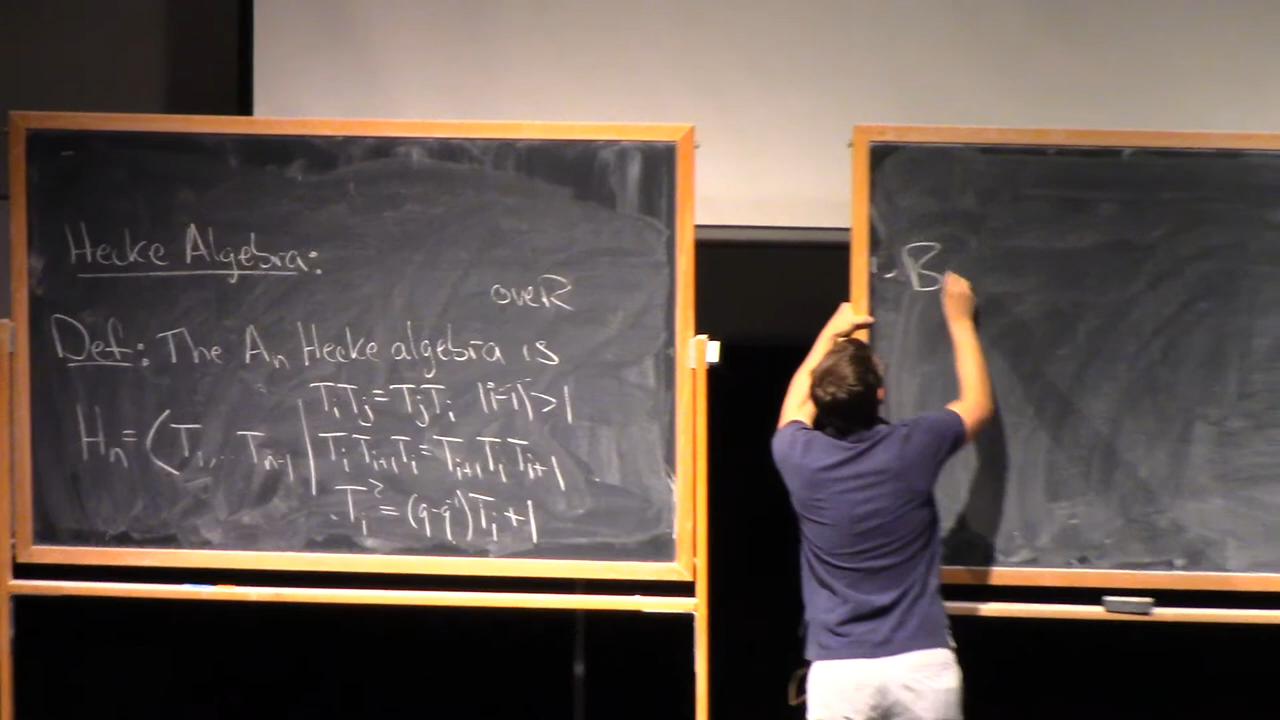 Hecke Algebra:
over R
Def: The Aₙ Hecke algebra is
TᵢTⱼ=TⱼTᵢ |i-j|>1
Hₙ=(T₁,...Tₙ₋₁| TᵢTᵢ₊₁Tᵢ=Tᵢ₊₁TᵢTᵢ₊₁
Tᵢ²=(q-q⁻¹)Tᵢ+1
B